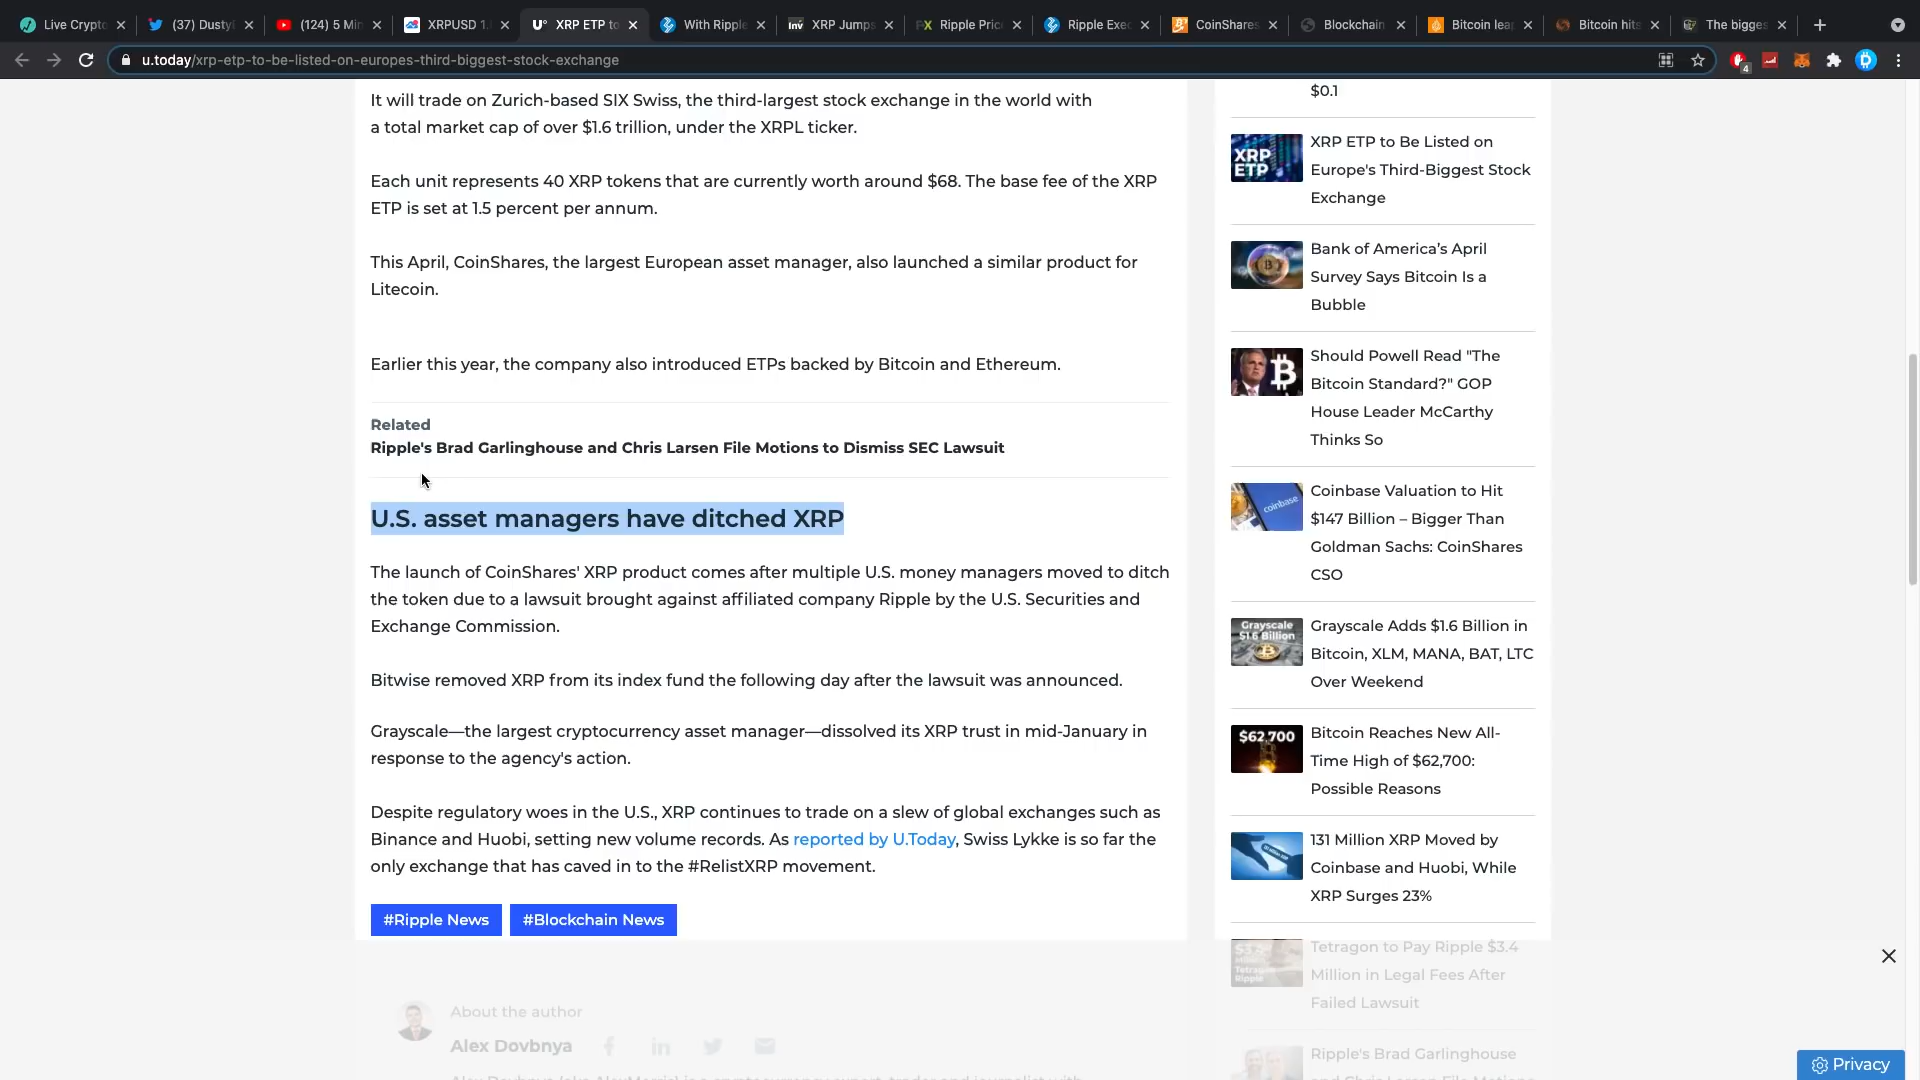 Live Crypto
(37) Dusty
(124) 5 Min
XRPUSD 1.
XRP ETP to
With Ripple
XRP Jumps
Ripple Pric
Ripple Exec
CoinShares
Blockchain
Bitcoin lea
Bitcoin hits
The bigges
u.today/xrp-etp-to-be-listed-on-europes-third-biggest-stock-exchange
4
It will trade on Zurich-based SIX Swiss, the third-largest stock exchange in the world with
a total market cap of over $1.6 trillion, under the XRPL ticker.
Each unit represents 40 XRP tokens that are currently worth around $68. The base fee of the XRP
ETP is set at 1.5 percent per annum.
This April, CoinShares, the largest European asset manager, also launched a similar product for
Litecoin.
Earlier this year, the company also introduced ETPs backed by Bitcoin and Ethereum.
Related
Ripple's Brad Garlinghouse and Chris Larsen File Motions to Dismiss SEC Lawsuit
U.S. asset managers have ditched XRP
The launch of CoinShares' XRP product comes after multiple U.S. money managers moved to ditch
the token due to a lawsuit brought against affiliated company Ripple by the U.S. Securities and
Exchange Commission.
Bitwise removed XRP from its index fund the following day after the lawsuit was announced.
Grayscale—the largest cryptocurrency asset manager—dissolved its XRP trust in mid-January in
response to the agency's action.
Despite regulatory woes in the U.S., XRP continues to trade on a slew of global exchanges such as
Binance and Huobi, setting new volume records. As reported by U.Today, Swiss Lykke is so far the
only exchange that has caved in to the #RelistXRP movement.
#Ripple News
#Blockchain News
About the author
Alex Dovbnya
$0.1
XRP
ETP
XRP ETP to Be Listed on
Europe's Third-Biggest Stock
Exchange
Bank of America's April
Survey Says Bitcoin Is a
Bubble
Should Powell Read "The
Bitcoin Standard?" GOP
House Leader McCarthy
Thinks So
coinbase
Coinbase Valuation to Hit
$147 Billion – Bigger Than
Goldman Sachs: CoinShares
CSO
Grayscale
$1.6 Billion
Grayscale Adds $1.6 Billion in
Bitcoin, XLM, MANA, BAT, LTC
Over Weekend
$62,700
Bitcoin Reaches New All-
Time High of $62,700:
Possible Reasons
131 Million XRP Moved by
Coinbase and Huobi, While
XRP Surges 23%
Tetragon to Pay Ripple $3.4
Million in Legal Fees After
Failed Lawsuit
Ripple's Brad Garlinghouse
Privacy